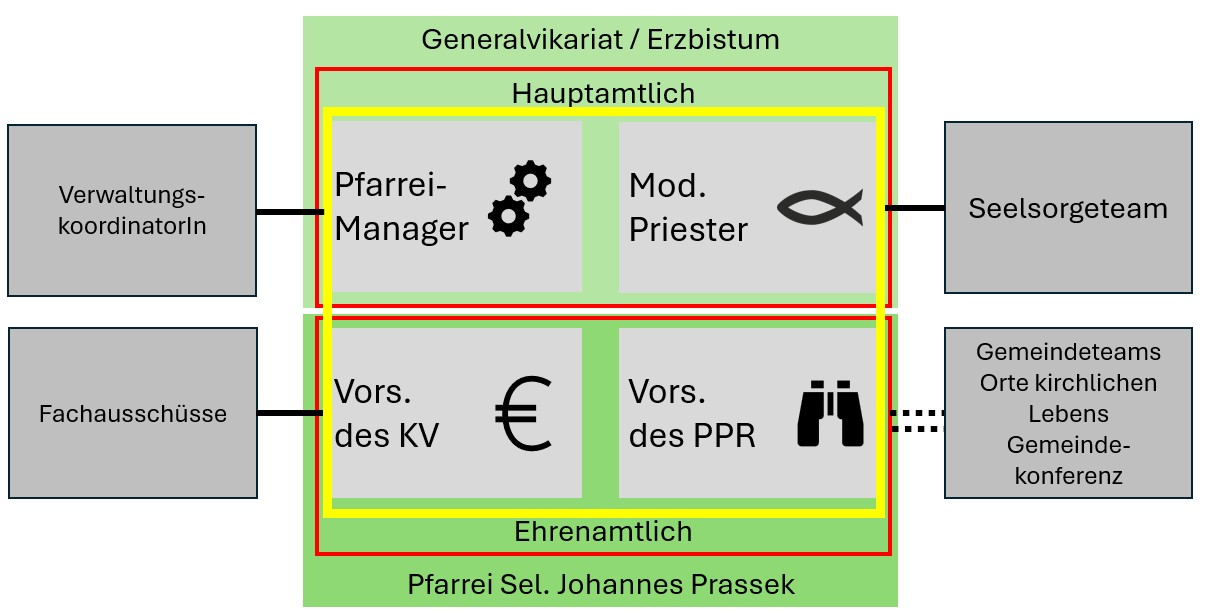 Generalvikariat / Erzbistum
Hauptamtlich
Verwaltungs-
koordinatorIn
Pfarrei-
Manager
Mod.
Priester
Seelsorgeteam
Fachausschüsse
Vors.
des KV
€
Vors.
des PPR
Gemeindeteams
Orte kirchlichen
Lebens
Gemeinde-
konferenz
Ehrenamtlich
Pfarrei Sel. Johannes Prassek